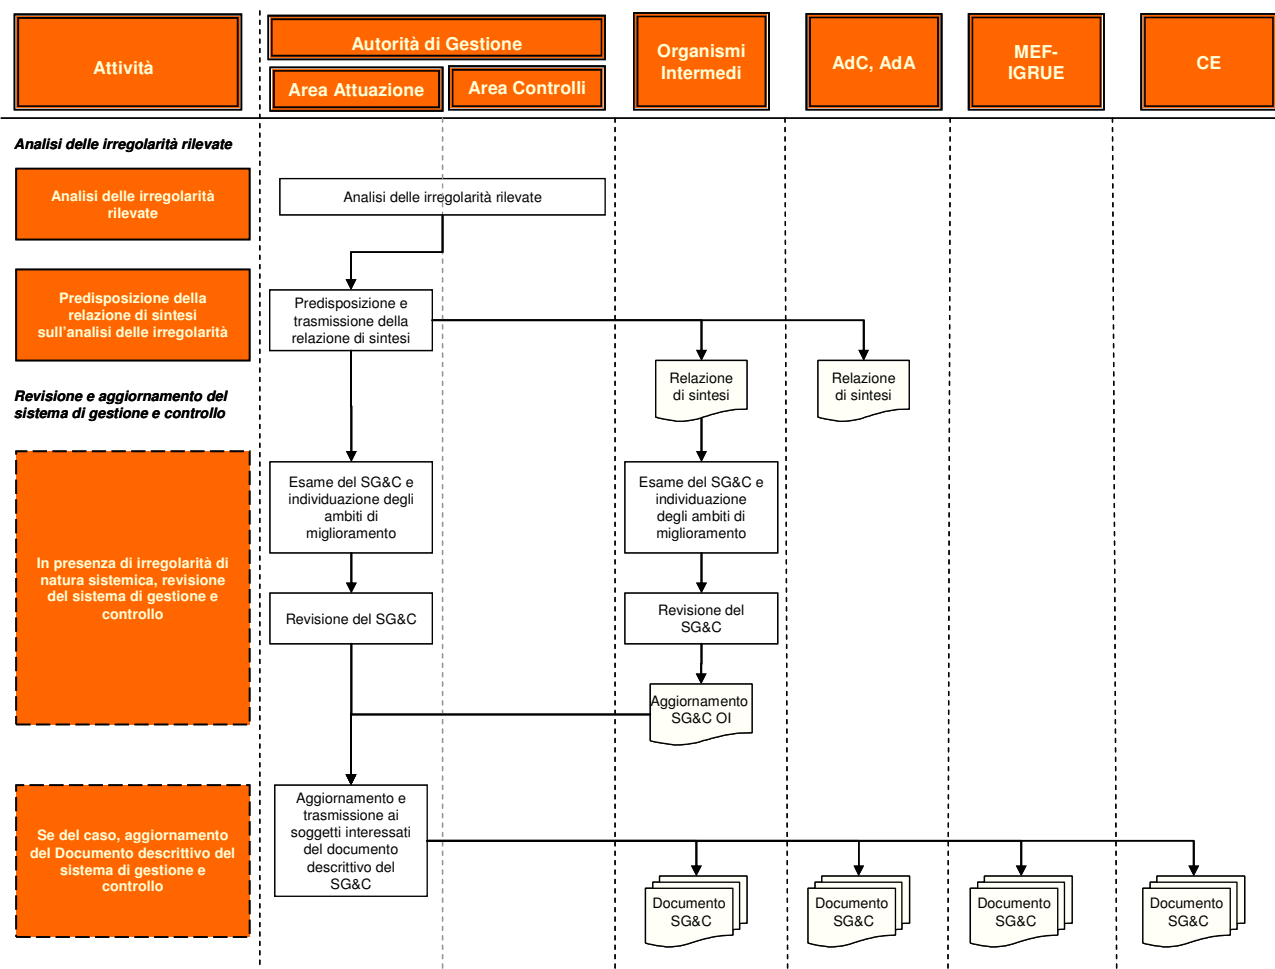 Attività
Autorità di Gestione
Area Attuazione
Area Controlli
Organismi
Intermedi
AdC, AdA
MEF-
IGRUE
CE
Analisi delle irregolarità rilevate
Analisi delle irregolarità
rilevate
Analisi delle irregolarità rilevate
Predisposizione della
relazione di sintesi
sull'analisi delle irregolarità
Predisposizione e
trasmissione della
relazione di sintesi
Relazione
di sintesi
Relazione
di sintesi
Revisione e aggiornamento del
sistema di gestione e controllo
In presenza di irregolarità di
natura sistemica, revisione
del sistema di gestione e
controllo
Esame del SG&C e
individuazione degli
ambiti di
miglioramento
Esame del SG&C e
individuazione
degli ambiti di
miglioramento
Revisione del SG&C
Revisione del
SG&C
Aggiornamento
SG&C OI
Se del caso, aggiornamento
del Documento descrittivo del
sistema di gestione e
controllo
Aggiornamento e
trasmissione ai
soggetti interessati
del documento
descrittivo del
SG&C
Documento
SG&C
Documento
SG&C
Documento
SG&C
Documento
SG&C